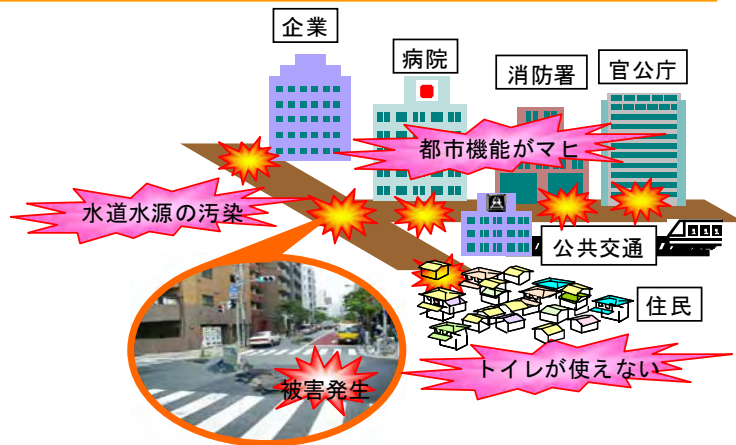 企業
病院
消防署
官公庁
都市機能がマヒ
水道水源の汚染
公共交通
住民
トイレが使えない
被害発生